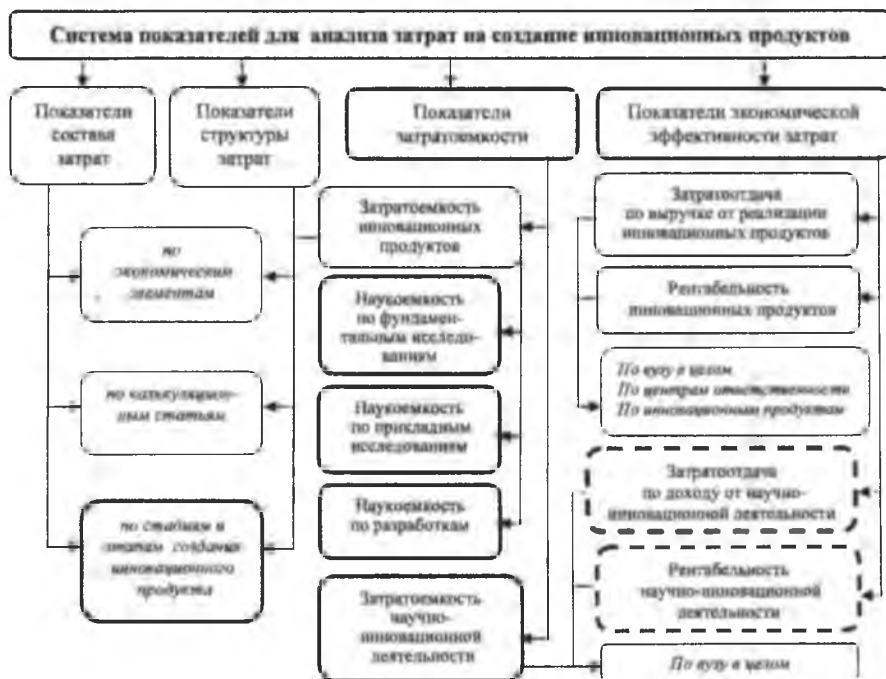 Система показателей для анализа затрат на создание инновационных продуктов
Показатели
состава
затрат
Показатели
структуры
затрат
Показатели
затратоемкости
Показатели экономической
эффективности затрат
по
экономическим
элементам
по калькуляцион-
ным статьям
по стадиям и
этапам создания
инновационного
продукта
Затратоемкость
инновационных
продуктов
Наукоемкость
по фундамен-
тальным исследо-
ваниям
Наукоемкость
по прикладным
исследованиям
Наукоемкость
по разработкам
Затратоемкость
научно-
инновационной
деятельности
Затратоотдача
по выручке от реализации
инновационных продуктов
Рентабельность
инновационных продуктов
По вузу в целом
По центрам ответственности
По инновационным продуктам
Затратоотдача
по доходу от научно-
инновационной деятельности
Рентабельность
научно-инновационной
деятельности
По вузу в целом